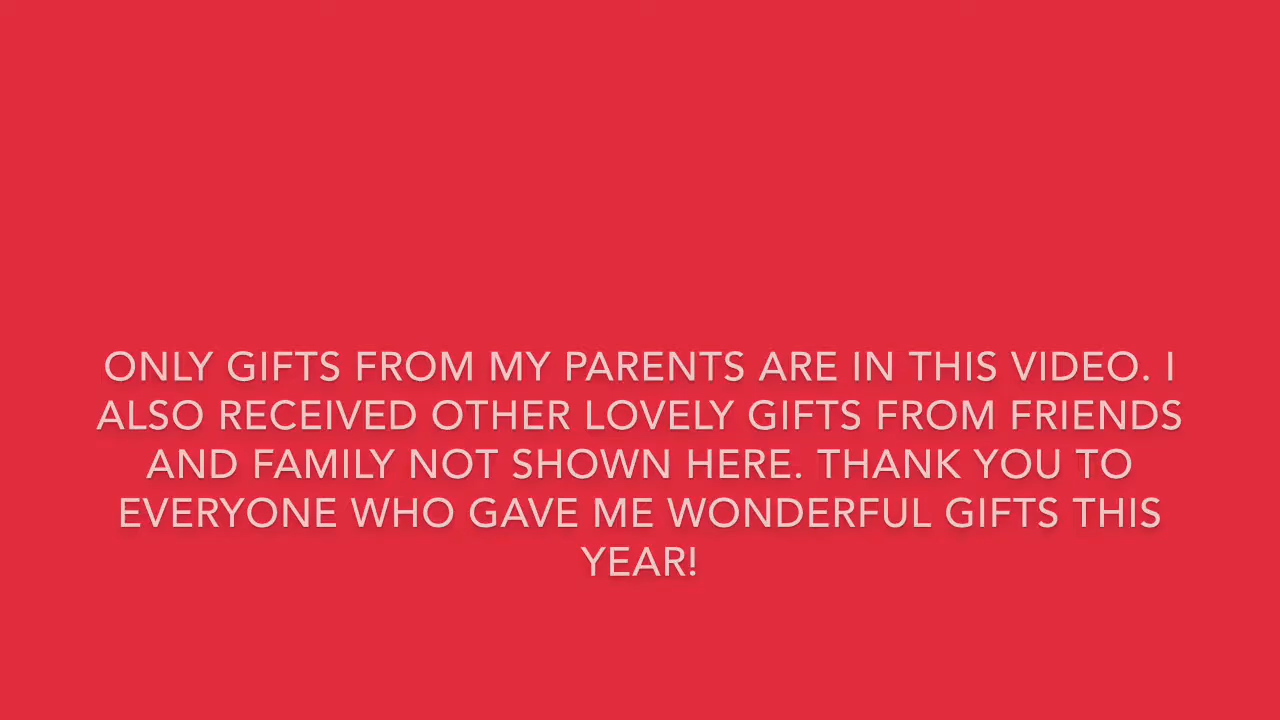 ONLY GIFTS FROM MY PARENTS ARE IN THIS VIDEO. I
ALSO RECEIVED OTHER LOVELY GIFTS FROM FRIENDS
AND FAMILY NOT SHOWN HERE. THANK YOU TO
EVERYONE WHO GAVE ME WONDERFUL GIFTS THIS
YEAR!